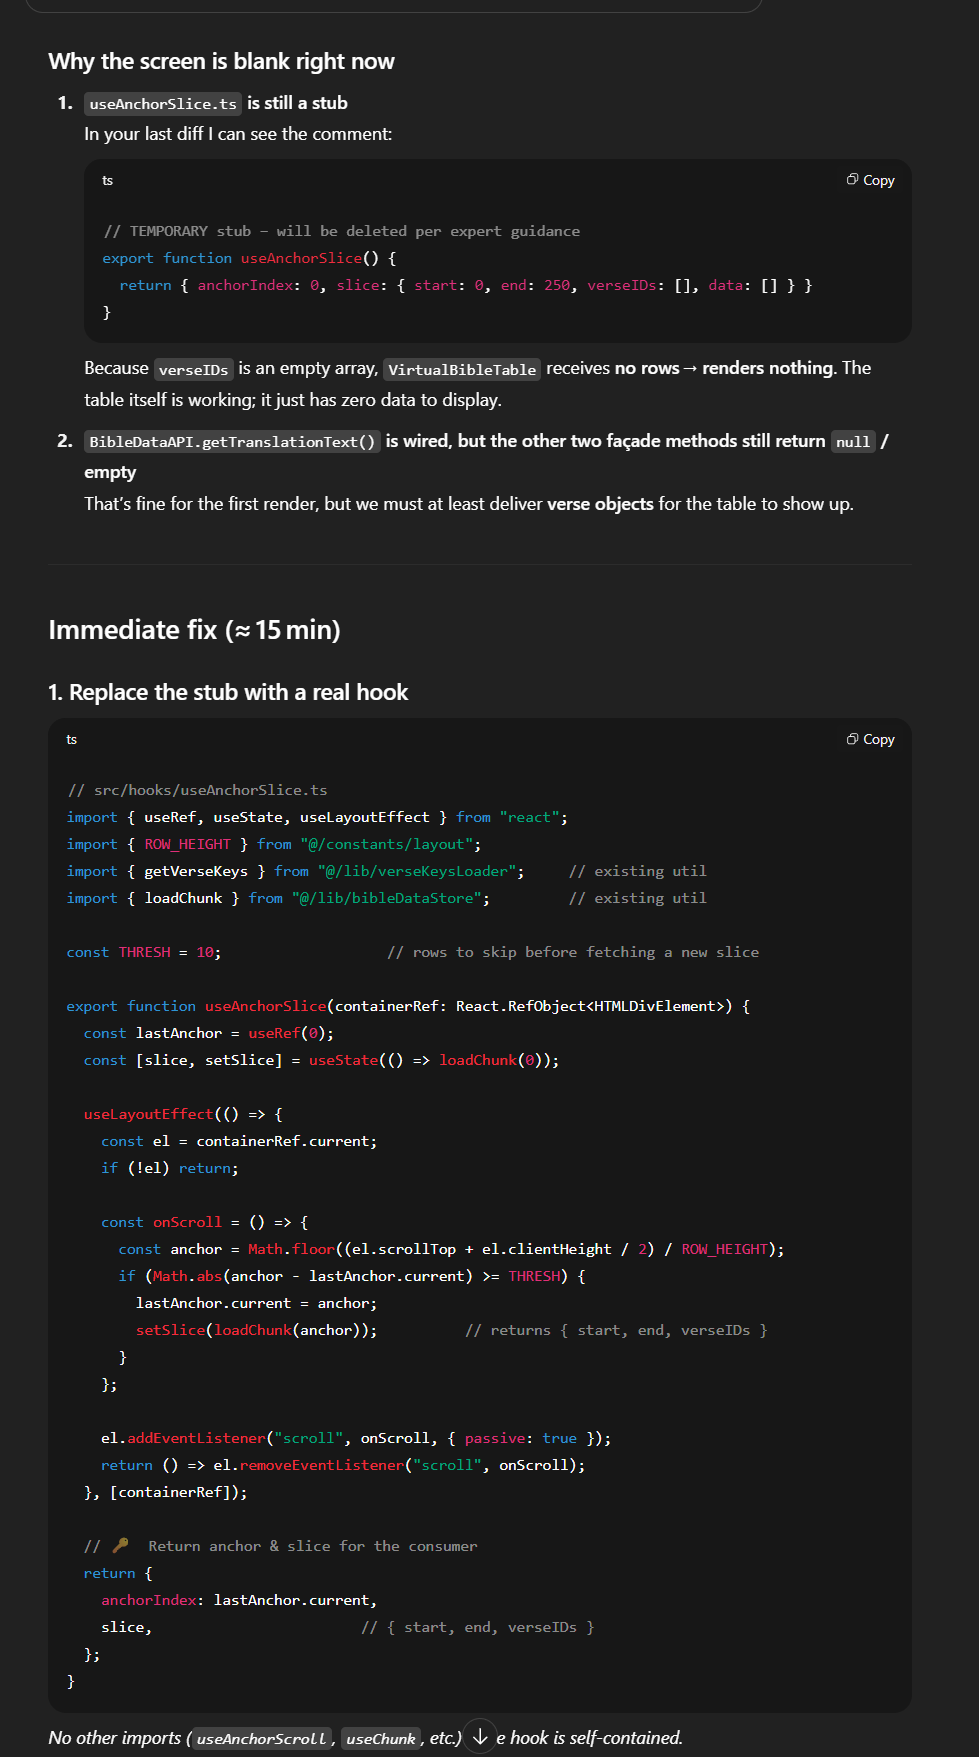 Why the screen is blank right now
1. useAnchorSlice.ts is still a stub
In your last diff I can see the comment:
ts
Copy
// TEMPORARY stub – will be deleted per expert guidance
export function useAnchorSlice() {
  return { anchorIndex: 0, slice: { start: 0, end: 250, verseIDs: [], data: [] } }
}
Because verseIDs is an empty array, VirtualBibleTable receives no rows → renders nothing. The
table itself is working; it just has zero data to display.
2. BibleDataAPI.getTranslationText() is wired, but the other two façade methods still return null /
empty
That’s fine for the first render, but we must at least deliver verse objects for the table to show up.
Immediate fix (≈ 15 min)
1. Replace the stub with a real hook
ts
Copy
// src/hooks/useAnchorSlice.ts
import { useRef, useState, useLayoutEffect } from "react";
import { ROW_HEIGHT } from "@/constants/layout";
import { getVerseKeys } from "@/lib/verseKeysLoader";     // existing util
import { loadChunk } from "@/lib/bibleDataStore";         // existing util
const THRESH = 10;                   // rows to skip before fetching a new slice
export function useAnchorSlice(containerRef: React.RefObject<HTMLDivElement>) {
  const lastAnchor = useRef(0);
  const [slice, setSlice] = useState(() => loadChunk(0));
  useLayoutEffect(() => {
    const el = containerRef.current;
    if (!el) return;
    const onScroll = () => {
      const anchor = Math.floor((el.scrollTop + el.clientHeight / 2) / ROW_HEIGHT);
      if (Math.abs(anchor - lastAnchor.current) >= THRESH) {
        lastAnchor.current = anchor;
        setSlice(loadChunk(anchor));          // returns { start, end, verseIDs }
      }
    };
    el.addEventListener("scroll", onScroll, { passive: true });
    return () => el.removeEventListener("scroll", onScroll);
  }, [containerRef]);
  // 🔑  Return anchor & slice for the consumer
  return {
    anchorIndex: lastAnchor.current,
    slice,                        // { start, end, verseIDs }
  };
}
No other imports (useAnchorScroll, useChunk, etc.) e hook is self-contained.